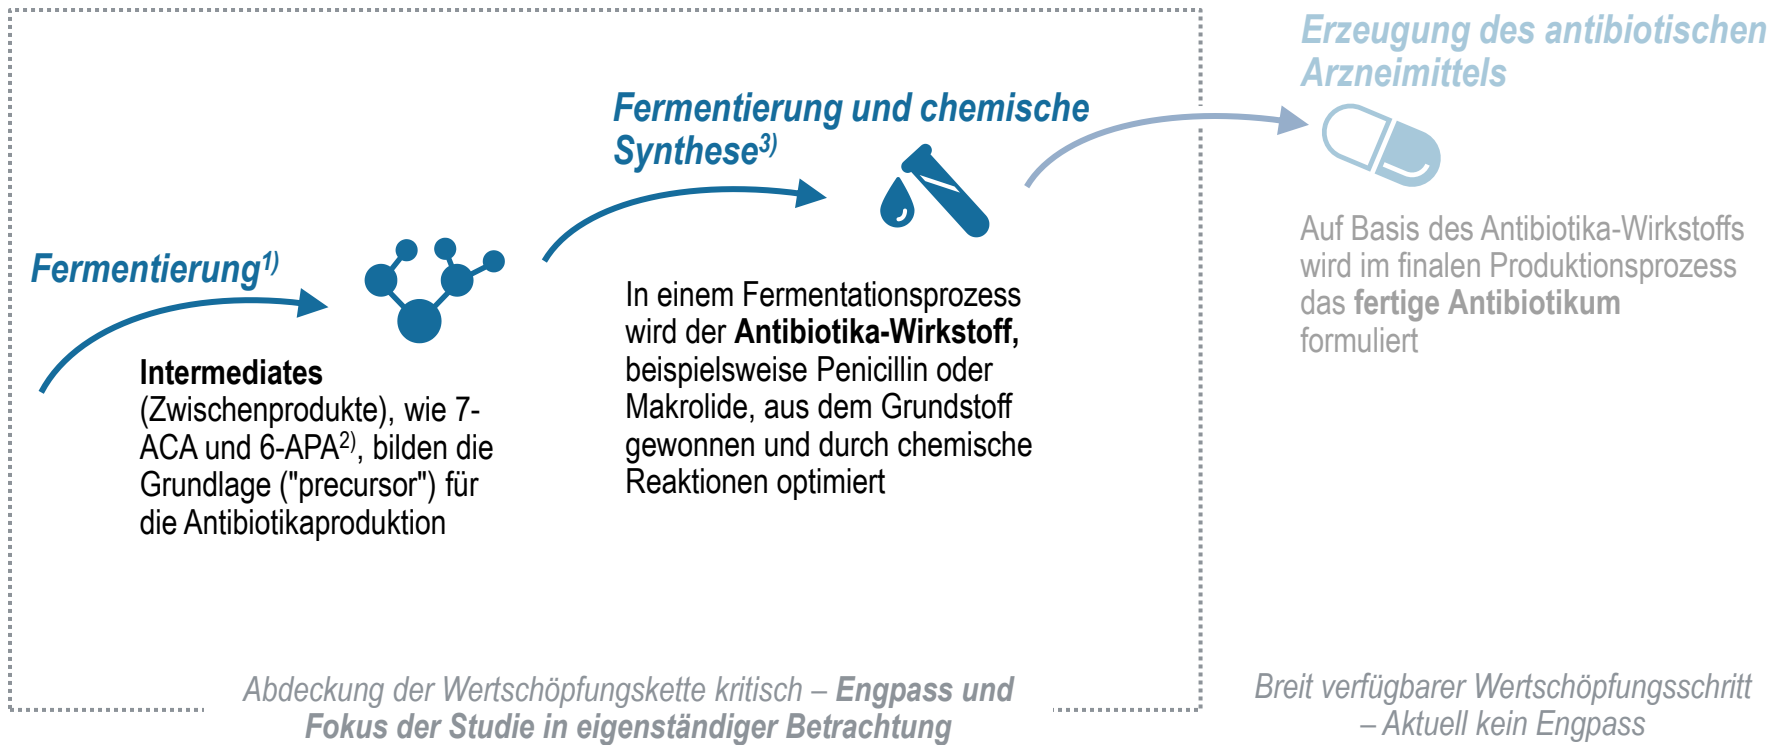 Fermentierung1)
Intermediates
(Zwischenprodukte), wie 7-
ACA und 6-APA2), bilden die
Grundlage ("precursor") für
die Antibiotikaproduktion
Fermentierung und chemische
Synthese3)
In einem Fermentationsprozess
wird der Antibiotika-Wirkstoff,
beispielsweise Penicillin oder
Makrolide, aus dem Grundstoff
gewonnen und durch chemische
Reaktionen optimiert
Erzeugung des antibiotischen
Arzneimittels
Auf Basis des Antibiotika-Wirkstoffs
wird im finalen Produktionsprozess
das fertige Antibiotikum
formuliert
Abdeckung der Wertschöpfungskette kritisch – Engpass und
Fokus der Studie in eigenständiger Betrachtung
Breit verfügbarer Wertschöpfungsschritt
– Aktuell kein Engpass